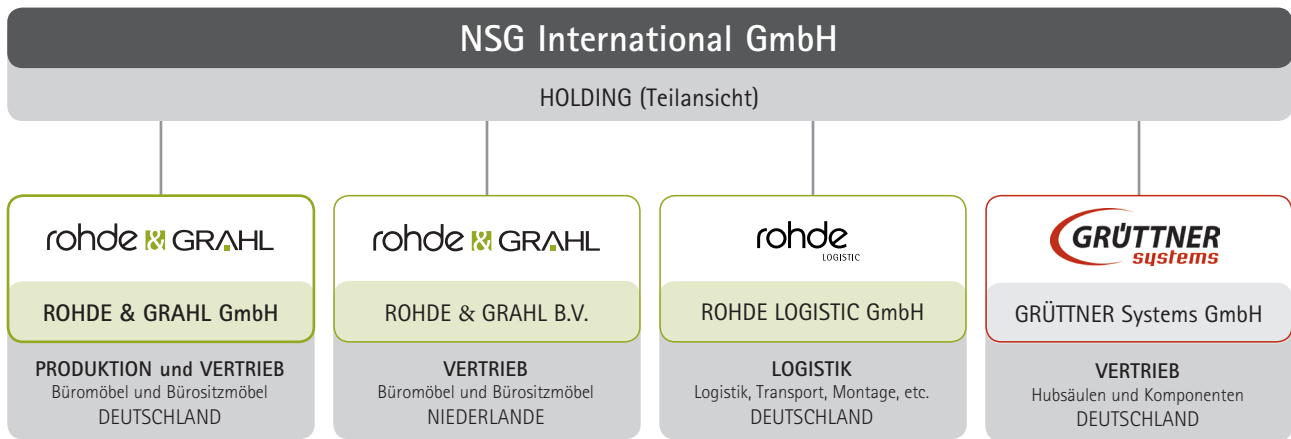 NSG International GmbH
HOLDING (Teilansicht)
rohde & GRAHL
ROHDE & GRAHL GmbH
PRODUKTION und VERTRIEB
Büromöbel und Bürositzmöbel
DEUTSCHLAND
rohde & GRAHL
ROHDE & GRAHL B.V.
VERTRIEB
Büromöbel und Bürositzmöbel
NIEDERLANDE
rohde
LOGISTIC
ROHDE LOGISTIC GmbH
LOGISTIK
Logistik, Transport, Montage, etc.
DEUTSCHLAND
GRÜTTNER
systems
GRÜTTNER Systems GmbH
VERTRIEB
Hubsäulen und Komponenten
DEUTSCHLAND